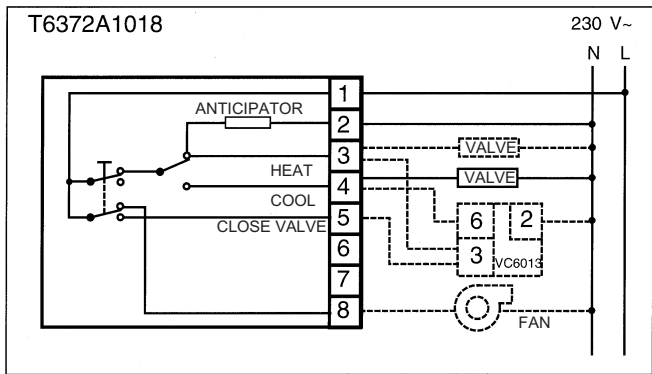 T6372A1018
230 V~
N L
1
ANTICIPATOR
2
3
VALVE
HEAT
4
VALVE
COOL
5
CLOSE VALVE
6 2
6
3 VC6013
7
8
FAN